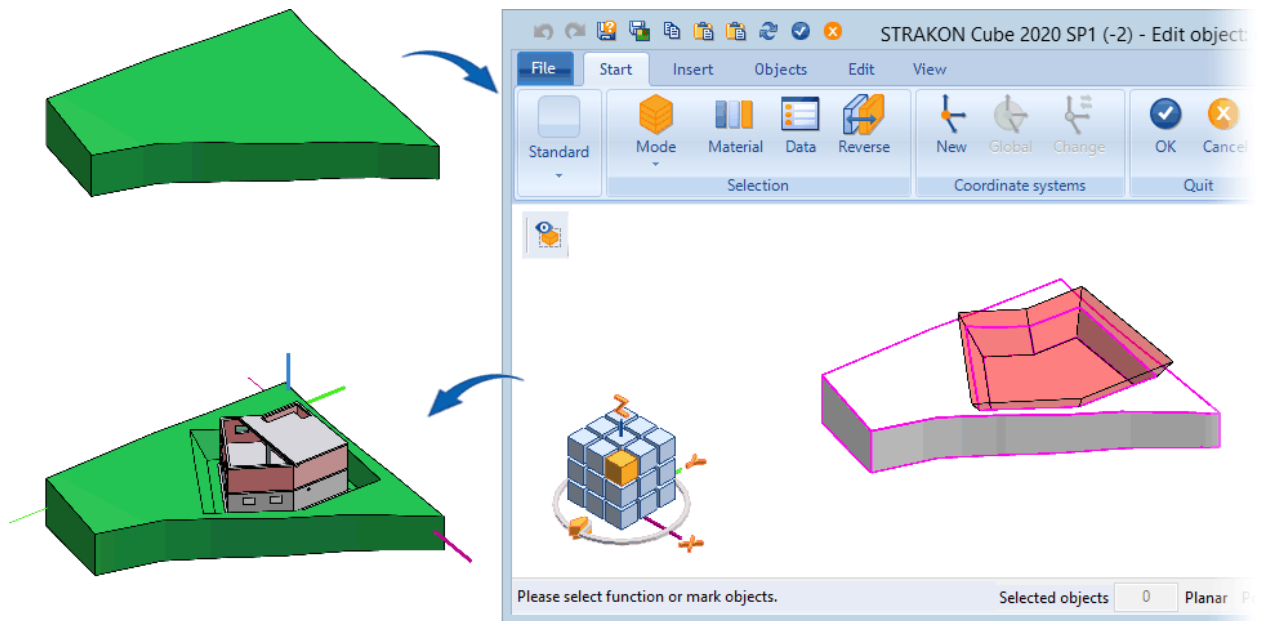 STRAKON Cube 2020 SP1 (-2) - Edit object:
File Start Insert Objects Edit View
Standard Mode Material Data Reverse New Global Change OK Cancel
Selection Coordinate systems Quit
Z
Y
X
Please select function or mark objects. Selected objects 0 Planar